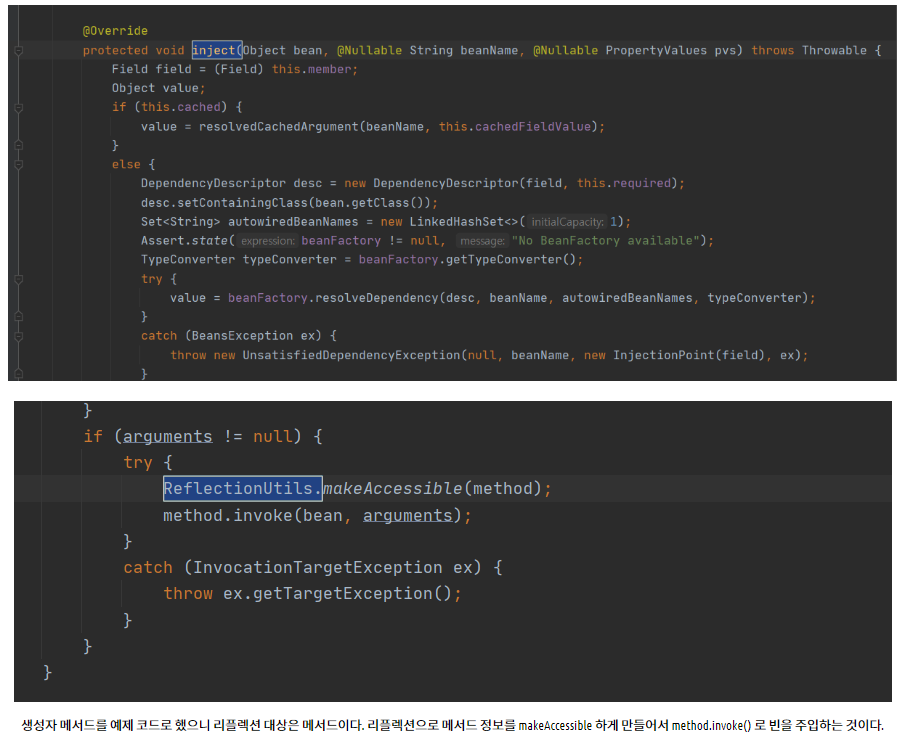 @Override
protected void inject(Object bean, @Nullable String beanName, @Nullable PropertyValues pvs) throws Throwable {
Field field = (Field) this.member;
Object value;
if (this.cached) {
value = resolvedCachedArgument(beanName, this.cachedFieldValue);
}
else {
DependencyDescriptor desc = new DependencyDescriptor(field, this.required);
desc.setContainingClass(bean.getClass());
Set<String> autowiredBeanNames = new LinkedHashSet<>( initialCapacity: 1);
Assert.state( expression: beanFactory != null, message: "No BeanFactory available");
TypeConverter typeConverter = beanFactory.getTypeConverter();
try {
value = beanFactory.resolveDependency(desc, beanName, autowiredBeanNames, typeConverter);
}
catch (BeansException ex) {
throw new UnsatisfiedDependencyException(null, beanName, new InjectionPoint(field), ex);
}
}
if (arguments != null) {
try {
ReflectionUtils.makeAccessible(method);
method.invoke(bean, arguments);
}
catch (InvocationTargetException ex) {
throw ex.getTargetException();
}
}
}
생성자 메서드를 예제 코드로 했으니 리플렉션 대상은 메서드이다. 리플렉션으로 메서드 정보를 makeAccessible 하게 만들어서 method.invoke() 로 빈을 주입하는 것이다.